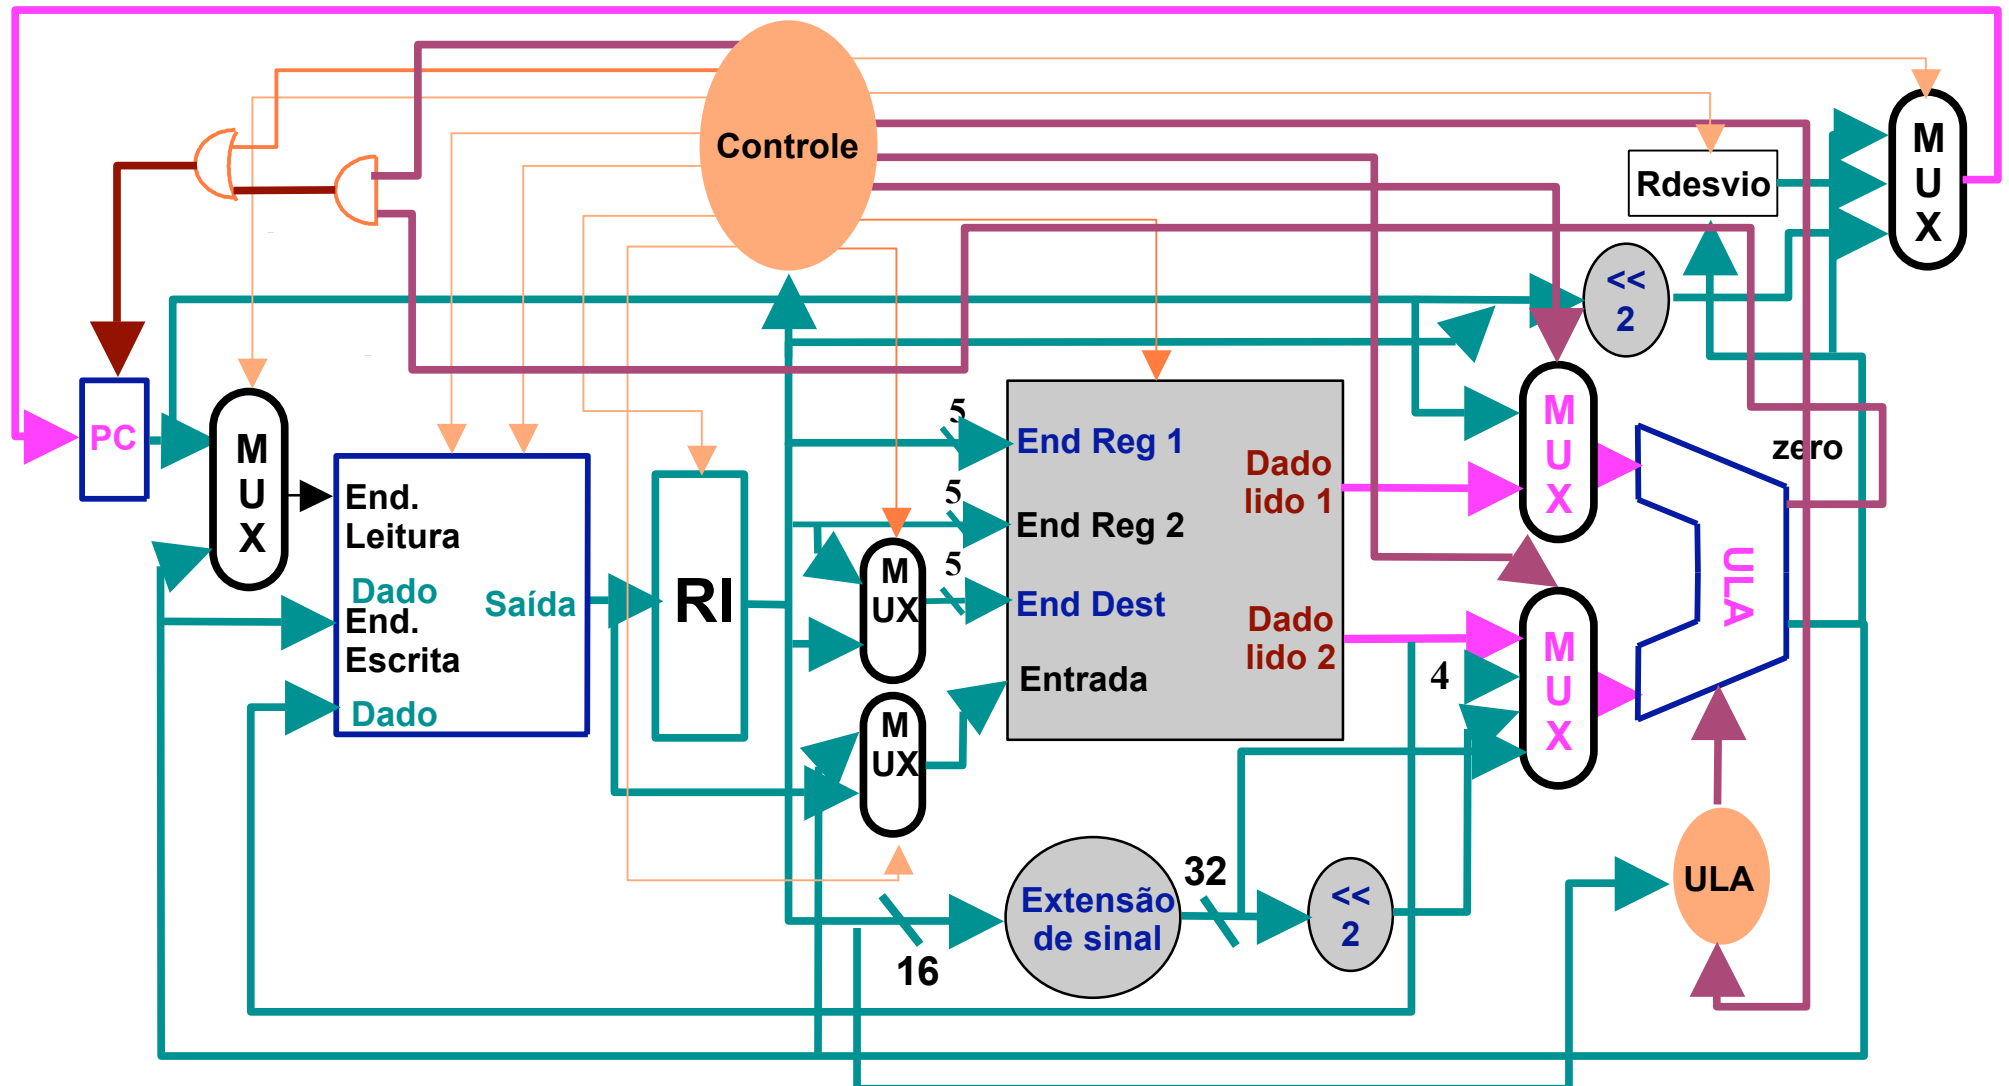 Controle
M
U
X
Rdesvio
<<
2
PC
M
U
X
5
End Reg 1
Dado
lido 1
M
U
X
zero
End.
Leitura
Dado
End.
Escrita
Dado
Saída
RI
5
End Reg 2
M
UX
5
End Dest
Dado
lido 2
Entrada
M
UX
4
M
U
X
ULA
16
Extensão
de sinal
32
<<
2
ULA